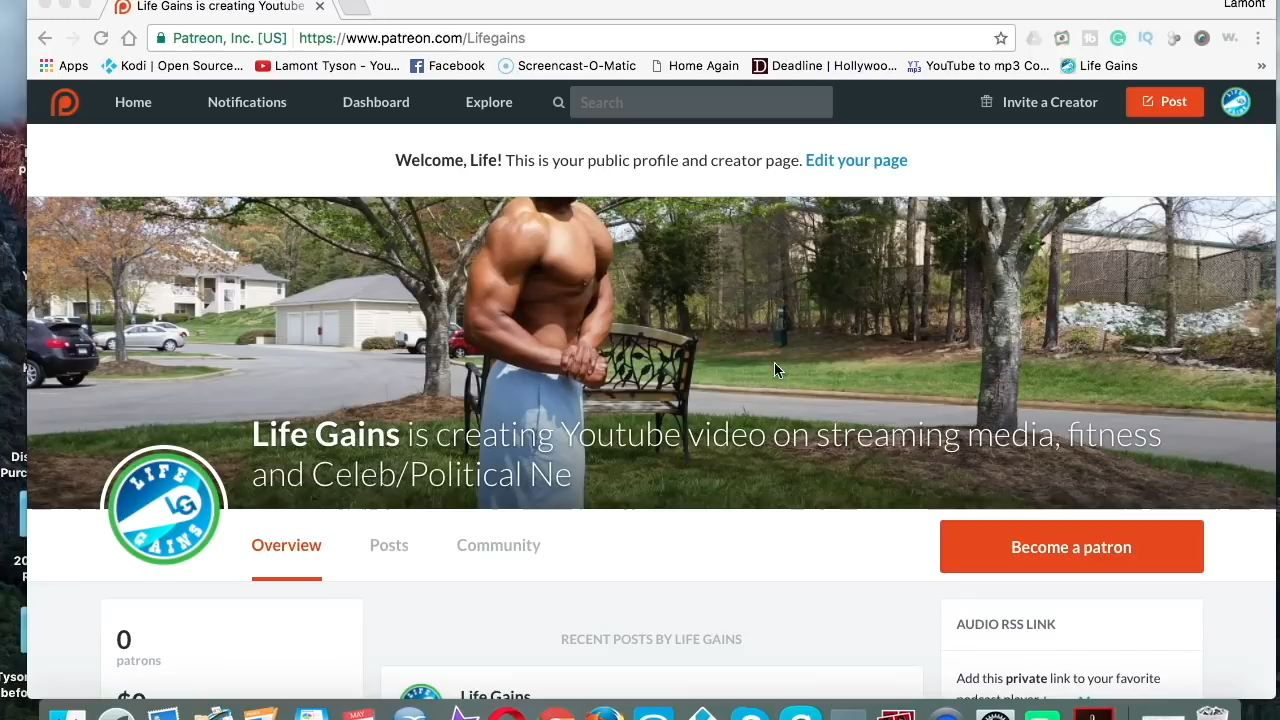 Lamont
Life Gains is creating Youtube
Patreon, Inc. [US] https://www.patreon.com/Lifegains
Apps Kodi | Open Source... Lamont Tyson - You... Facebook Screencast-O-Matic Home Again Deadline | Hollywoo... YouTube to mp3 Co... Life Gains »
Home Notifications Dashboard Explore Search Invite a Creator Post
Welcome, Life! This is your public profile and creator page. Edit your page
Life Gains is creating Youtube video on streaming media, fitness
and Celeb/Political Ne
LIFE
LG
GAINS
Overview Posts Community Become a patron
0
patrons
RECENT POSTS BY LIFE GAINS
AUDIO RSS LINK
Add this private link to your favorite
Life Gains
MAY